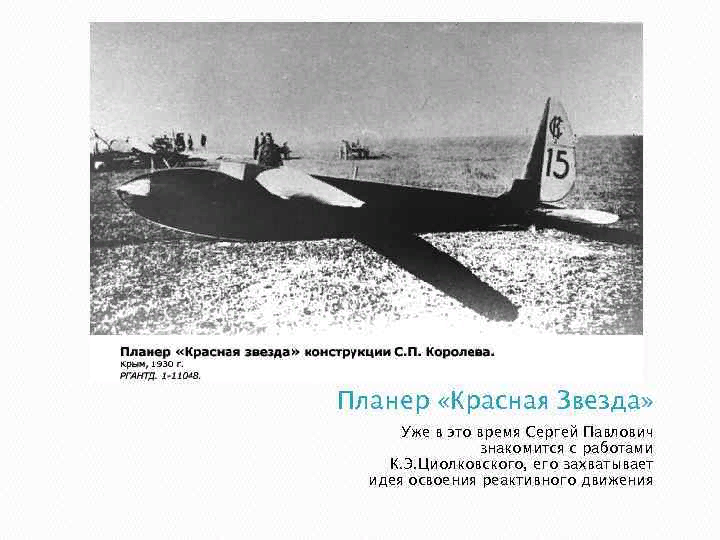 15
Планер «Красная звезда» конструкции С.П. Королева.
Крым, 1930 г.
РГАНТД. 1-11048.
Планер «Красная Звезда»
Уже в это время Сергей Павлович
знакомится с работами
К.Э.Циолковского, его захватывает
идея освоения реактивного движения